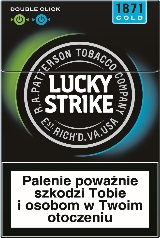 DOUBLE CLICK
1871
COLD
R.A. PATTERSON TOBACCO COMPANY
LUCKY
STRIKE
EST. RICH'D, VA. USA
Palenie poważnie
szkodzi Tobie
i osobom w Twoim
otoczeniu